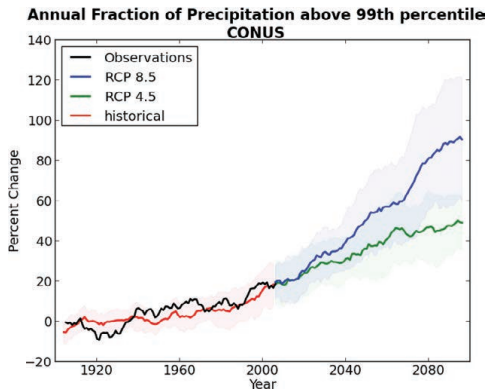 Annual Fraction of Precipitation above 99th percentile
CONUS
140
120
100
80
60
40
20
0
−20
Percent Change
Observations
RCP 8.5
RCP 4.5
historical
1920 1960 2000 2040 2080
Year